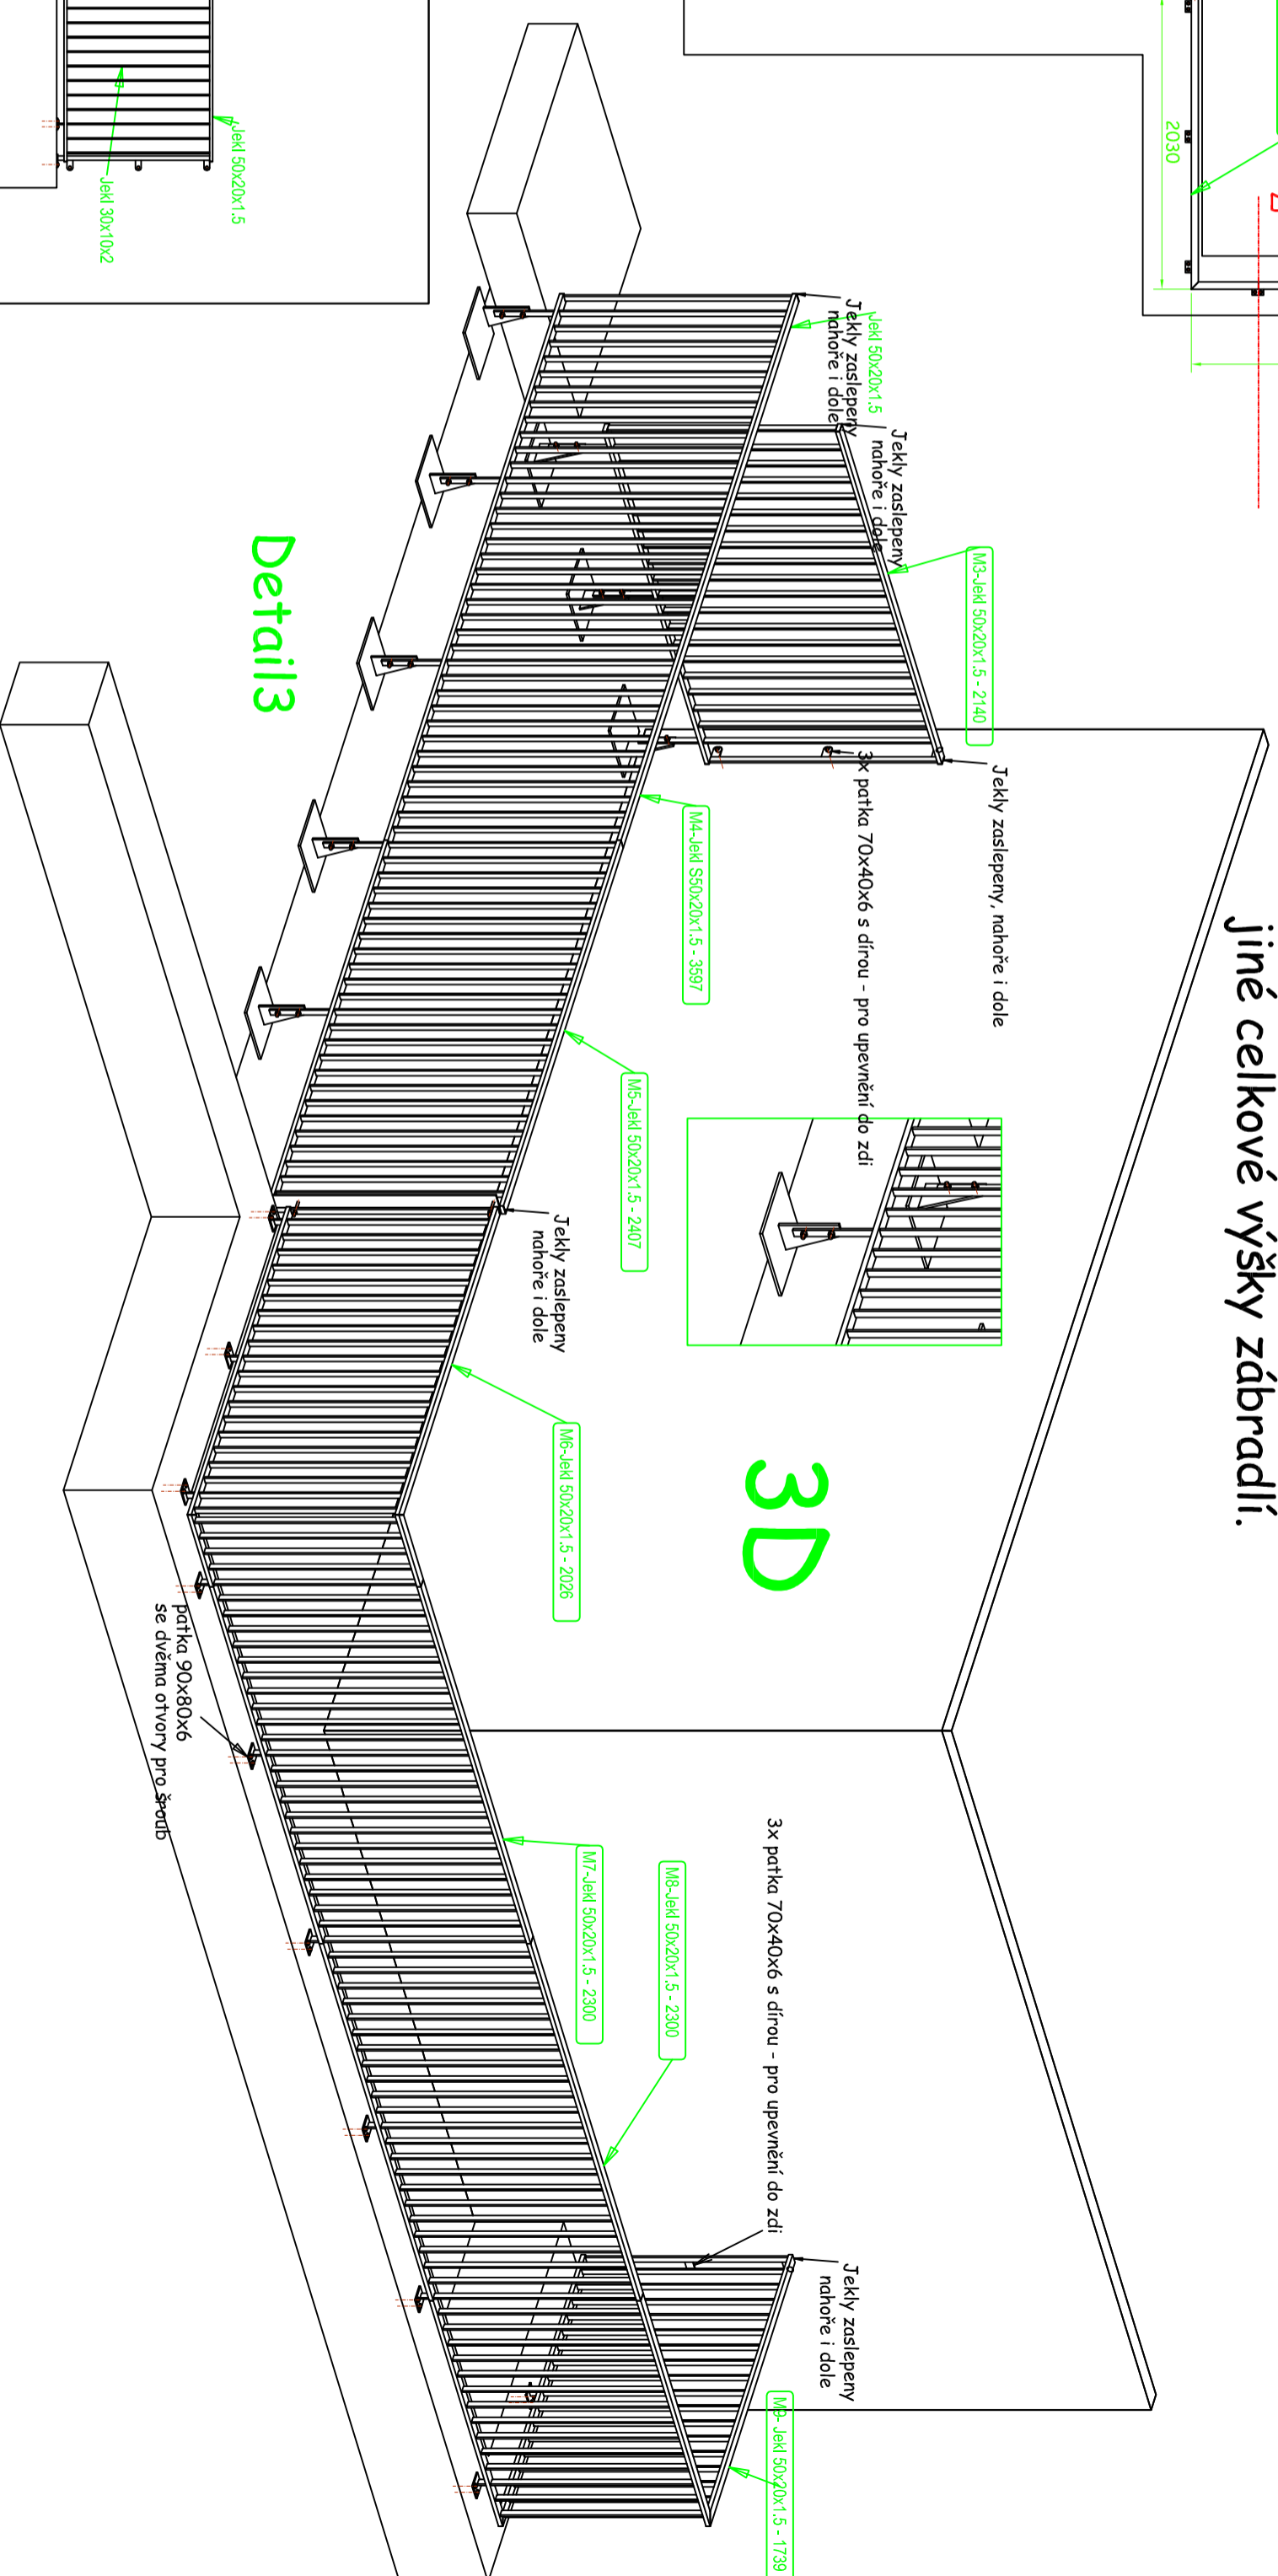 jiné celkové výšky zábradlí.
2030
Jekl 50x20x1.5
Jekl 30x10x2
Jekl 50x20x1.5
Jekly zaslepeny
nahoře i dole
Jekly zaslepeny
nahoře i dole
M3-Jekl 50x20x1.5 - 2140
Jekly zaslepeny, nahoře i dole
3x patka 70x40x6 s dírou - pro upevnění do zdi
Detail3
M4-Jekl S50x20x1.5 - 3597
M5-Jekl 50x20x1.5 - 2407
Jekly zaslepeny
nahoře i dole
3D
M6-Jekl 50x20x1.5 - 2026
patka 90x80x6
se dvěma otvory pro šroub
M7-Jekl 50x20x1.5 - 2300
M8-Jekl 50x20x1.5 - 2300
3x patka 70x40x6 s dírou - pro upevnění do zdi
Jekly zaslepeny
nahoře i dole
M9- Jekl 50x20x1.5 - 1739